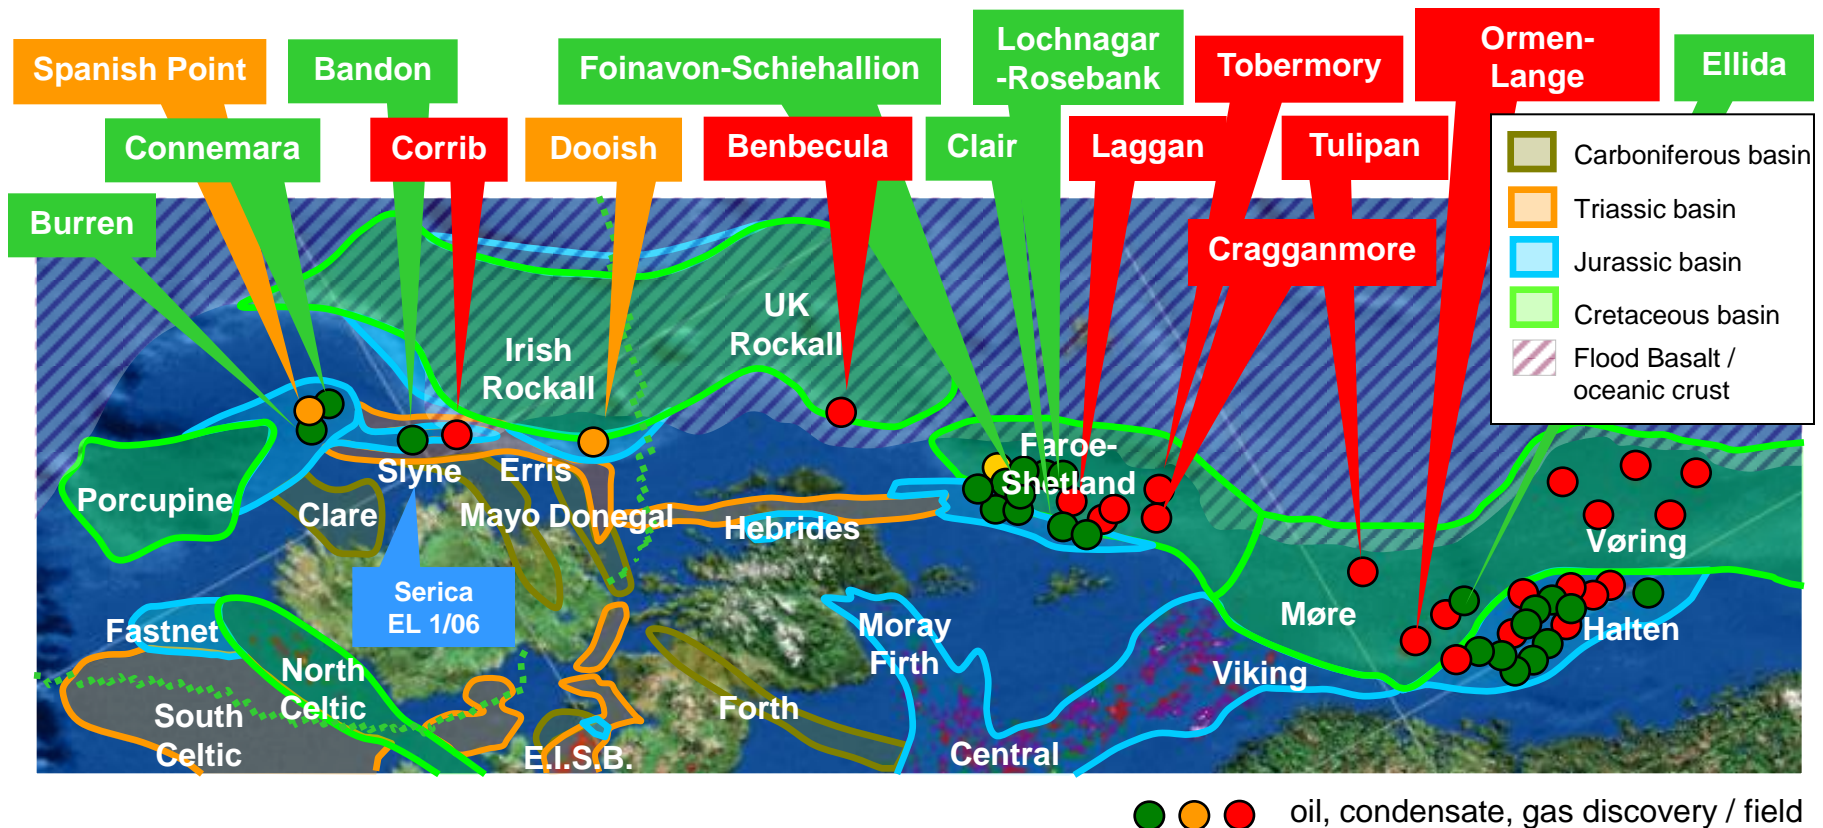 Spanish Point
Bandon
Foinavon-Schiehallion
Lochnagar
-Rosebank
Tobermory
Ormen-
Lange
Ellida
Connemara
Corrib
Dooish
Benbecula
Clair
Laggan
Tulipan
Burren
Cragganmore
Carboniferous basin
Triassic basin
Jurassic basin
Cretaceous basin
Flood Basalt /
oceanic crust
UK
Rockall
Irish
Rockall
Faroe-
Shetland
Porcupine
Slyne
Erris
Clare
Mayo
Donegal
Hebrides
Vøring
Serica
EL 1/06
Møre
Halten
Fastnet
Moray
Firth
North
Celtic
Viking
South
Celtic
Forth
Central
E.I.S.B.
oil, condensate, gas discovery / field